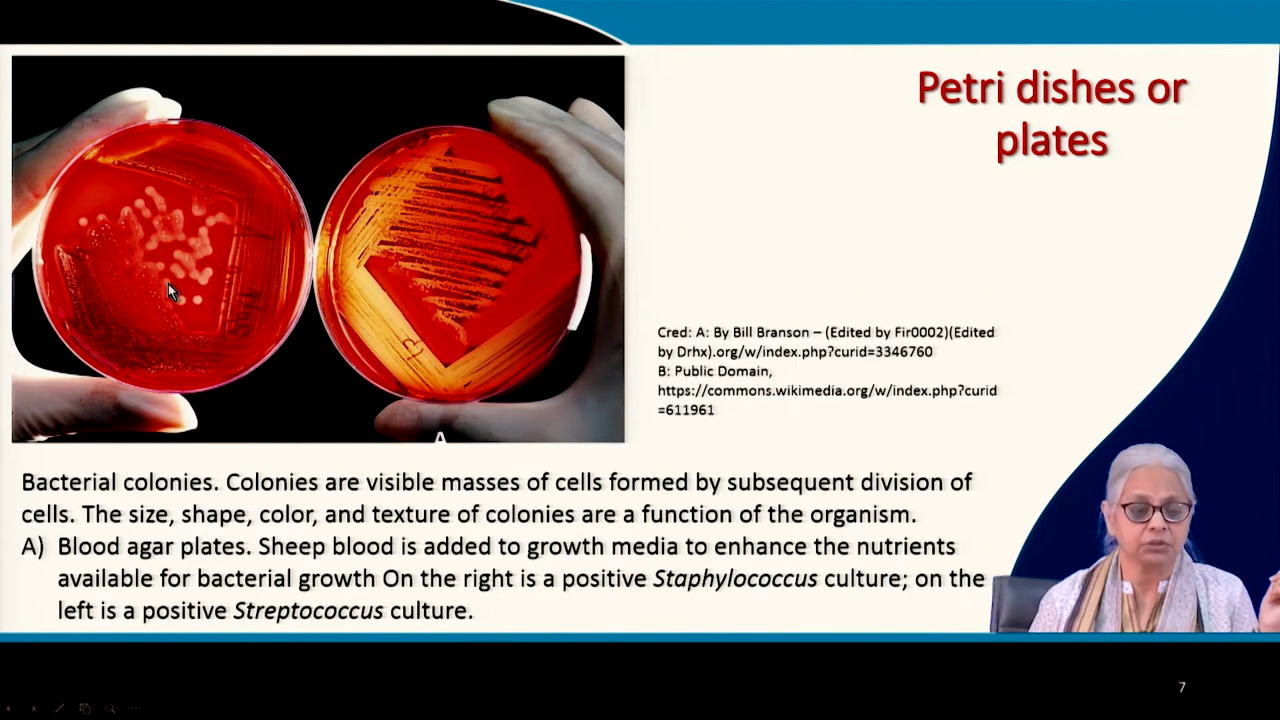 Petri dishes or
plates
Cred: A: By Bill Branson – (Edited by Fir0002)(Edited
by Drhx).org/w/index.php?curid=3346760
B: Public Domain,
https://commons.wikimedia.org/w/index.php?curid
=611961
A
Bacterial colonies. Colonies are visible masses of cells formed by subsequent division of
cells. The size, shape, color, and texture of colonies are a function of the organism.
A) Blood agar plates. Sheep blood is added to growth media to enhance the nutrients
available for bacterial growth On the right is a positive Staphylococcus culture; on the
left is a positive Streptococcus culture.
7